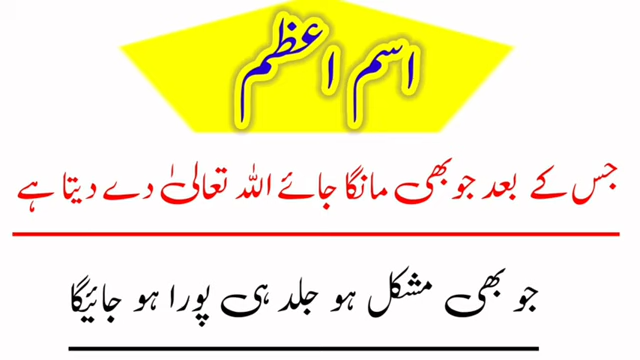 اسم اعظم
جس کے بعد جو بھی مانگا جائے اللہ تعالیٰ دے دیتا ہے
جو بھی مشکل ہو جلد ہی پورا ہو جائیگا